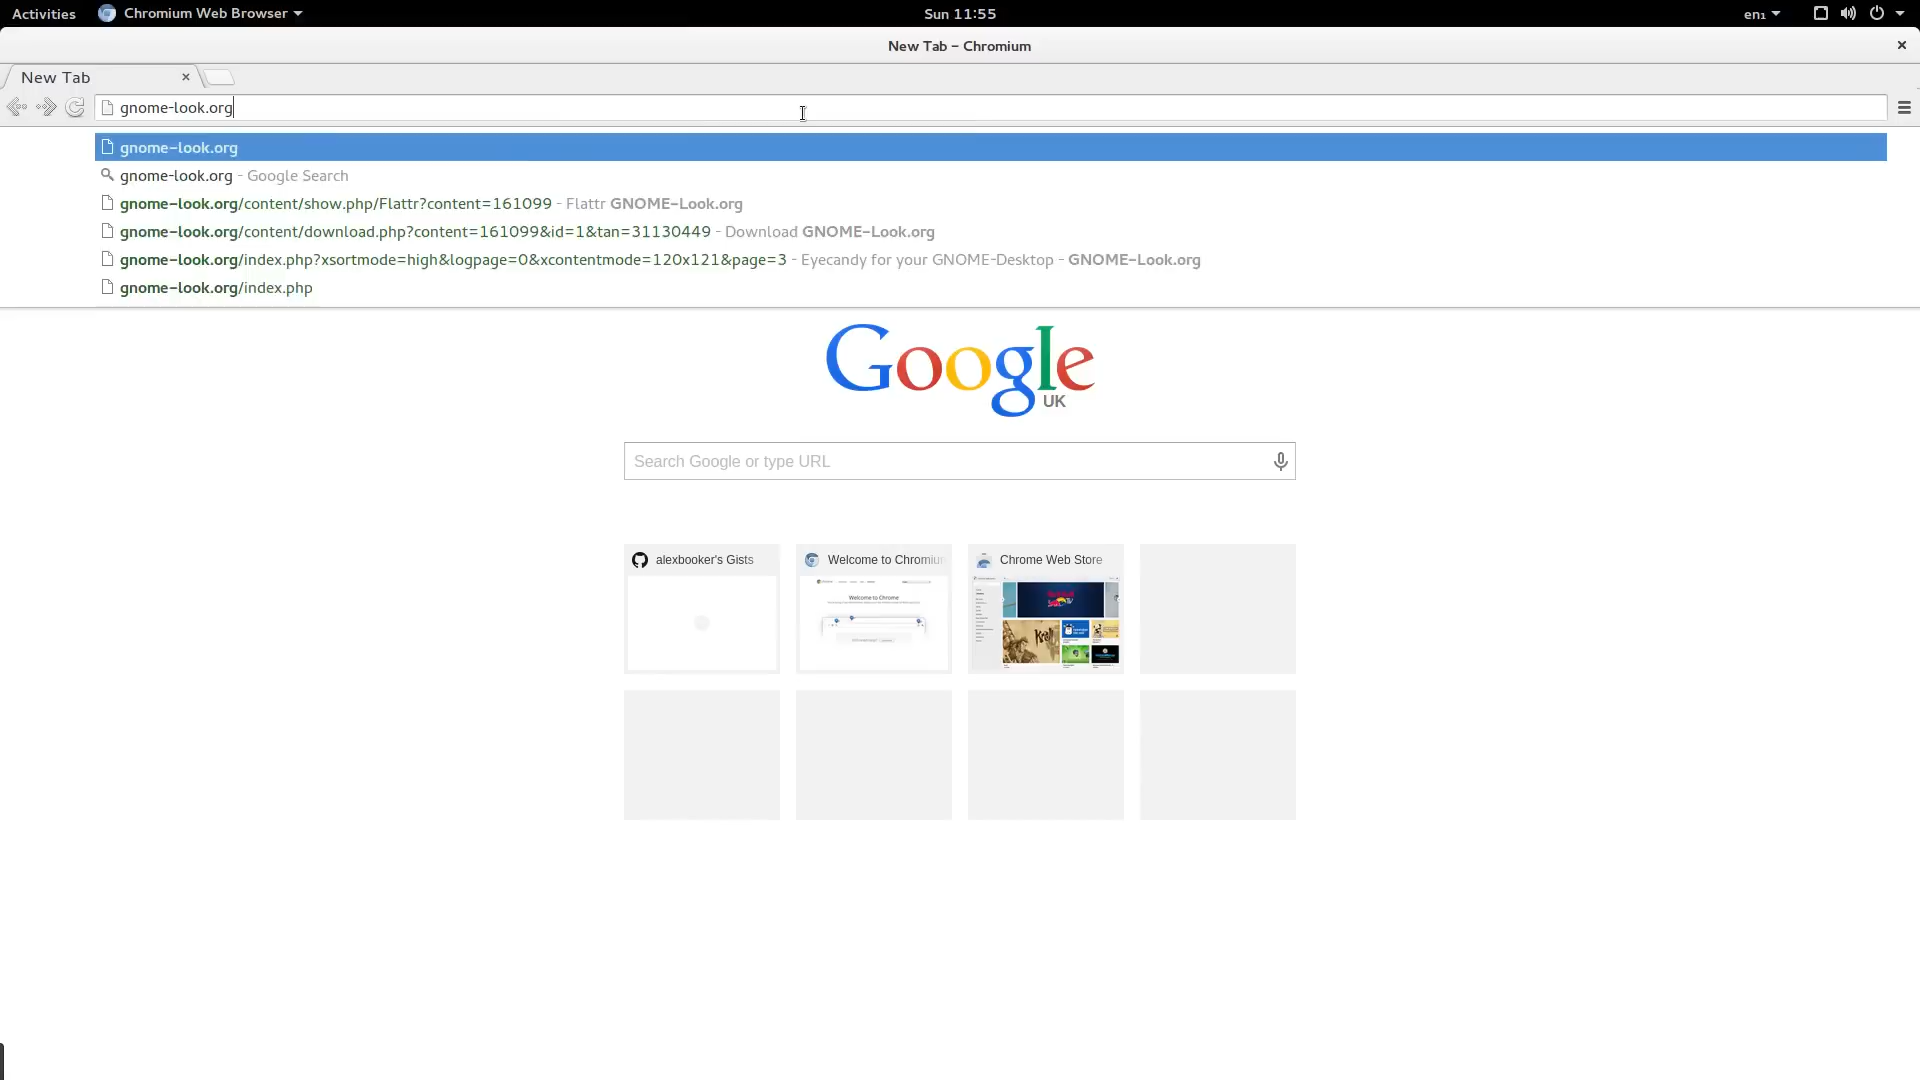 Activities Chromium Web Browser Sun 11:55 en₁
New Tab – Chromium
New Tab
gnome-look.org
gnome-look.org
gnome-look.org - Google Search
gnome-look.org/content/show.php/Flattr?content=161099 - Flattr GNOME-Look.org
gnome-look.org/content/download.php?content=161099&id=1&tan=31130449 - Download GNOME-Look.org
gnome-look.org/index.php?xsortmode=high&logpage=0&xcontentmode=120x121&page=3 - Eyecandy for your GNOME-Desktop - GNOME-Look.org
gnome-look.org/index.php
Google
UK
Search Google or type URL
alexbooker's Gists Welcome to Chromium Chrome Web Store
Welcome to Chrome